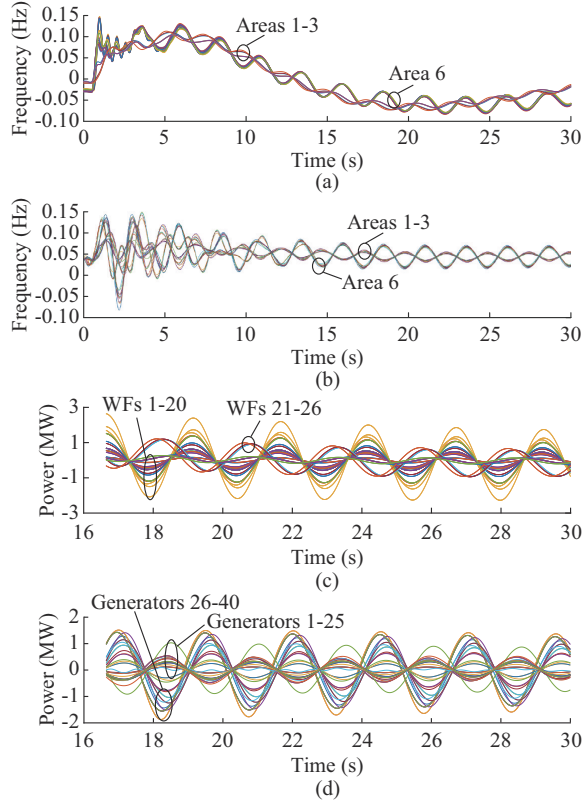 0.15
0.10
0.05
0
-0.05
-0.10
Frequency (Hz)
Areas 1-3
Area 6
0 5 10 15 20 25 30
Time (s)
(a)
0.15
0.10
0.05
0
-0.05
-0.10
Frequency (Hz)
Areas 1-3
Area 6
0 5 10 15 20 25 30
Time (s)
(b)
3
1
-1
-3
Power (MW)
WFs 1-20 WFs 21-26
16 18 20 22 24 26 28 30
Time (s)
(c)
2
1
0
-1
-2
Power (MW)
Generators 26-40
Generators 1-25
16 18 20 22 24 26 28 30
Time (s)
(d)